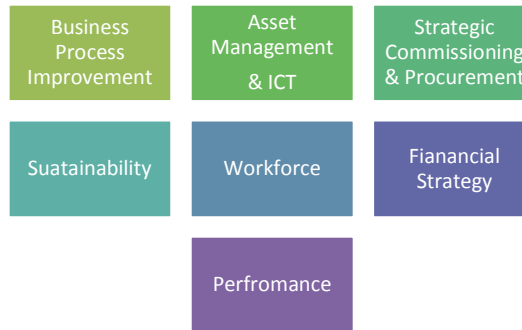 Business
Process
Improvement
Asset
Management
& ICT
Strategic
Commissioning
& Procurement
Suatainability
Workforce
Fianancial
Strategy
Perfromance